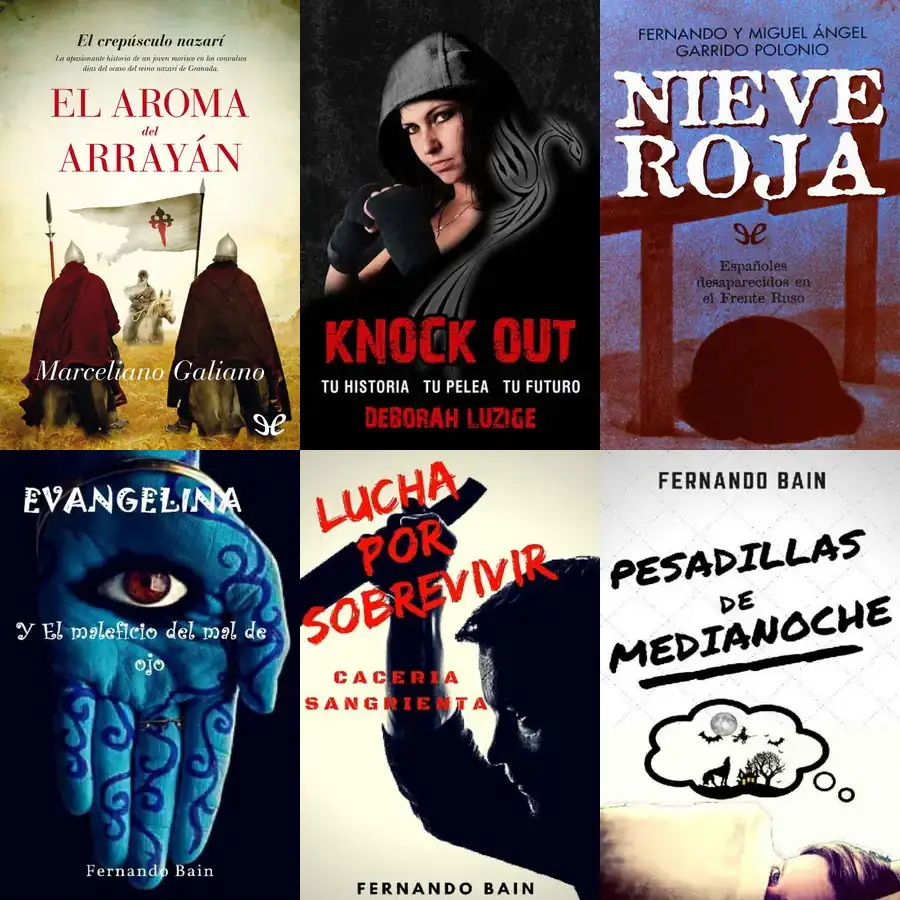 El crepúsculo nazarí
La apasionante historia de un joven morisco en los convulsos
días del ocaso del reino nazarí de Granada.
EL AROMA
del
ARRAYÁN
Marceliano Galiano
KNOCK OUT
TU HISTORIA TU PELEA TU FUTURO
DEBORAH LUZIGE
FERNANDO Y MIGUEL ÁNGEL
GARRIDO POLONIO
NIEVE
ROJA
Españoles
desaparecidos en
el Frente Ruso
EVANGELINA
Y El maleficio del mal de
ojo
Fernando Bain
LUCHA
POR
SOBREVIVIR
CACERIA
SANGRIENTA
FERNANDO BAIN
FERNANDO BAIN
PESADILLAS
DE
MEDIANOCHE